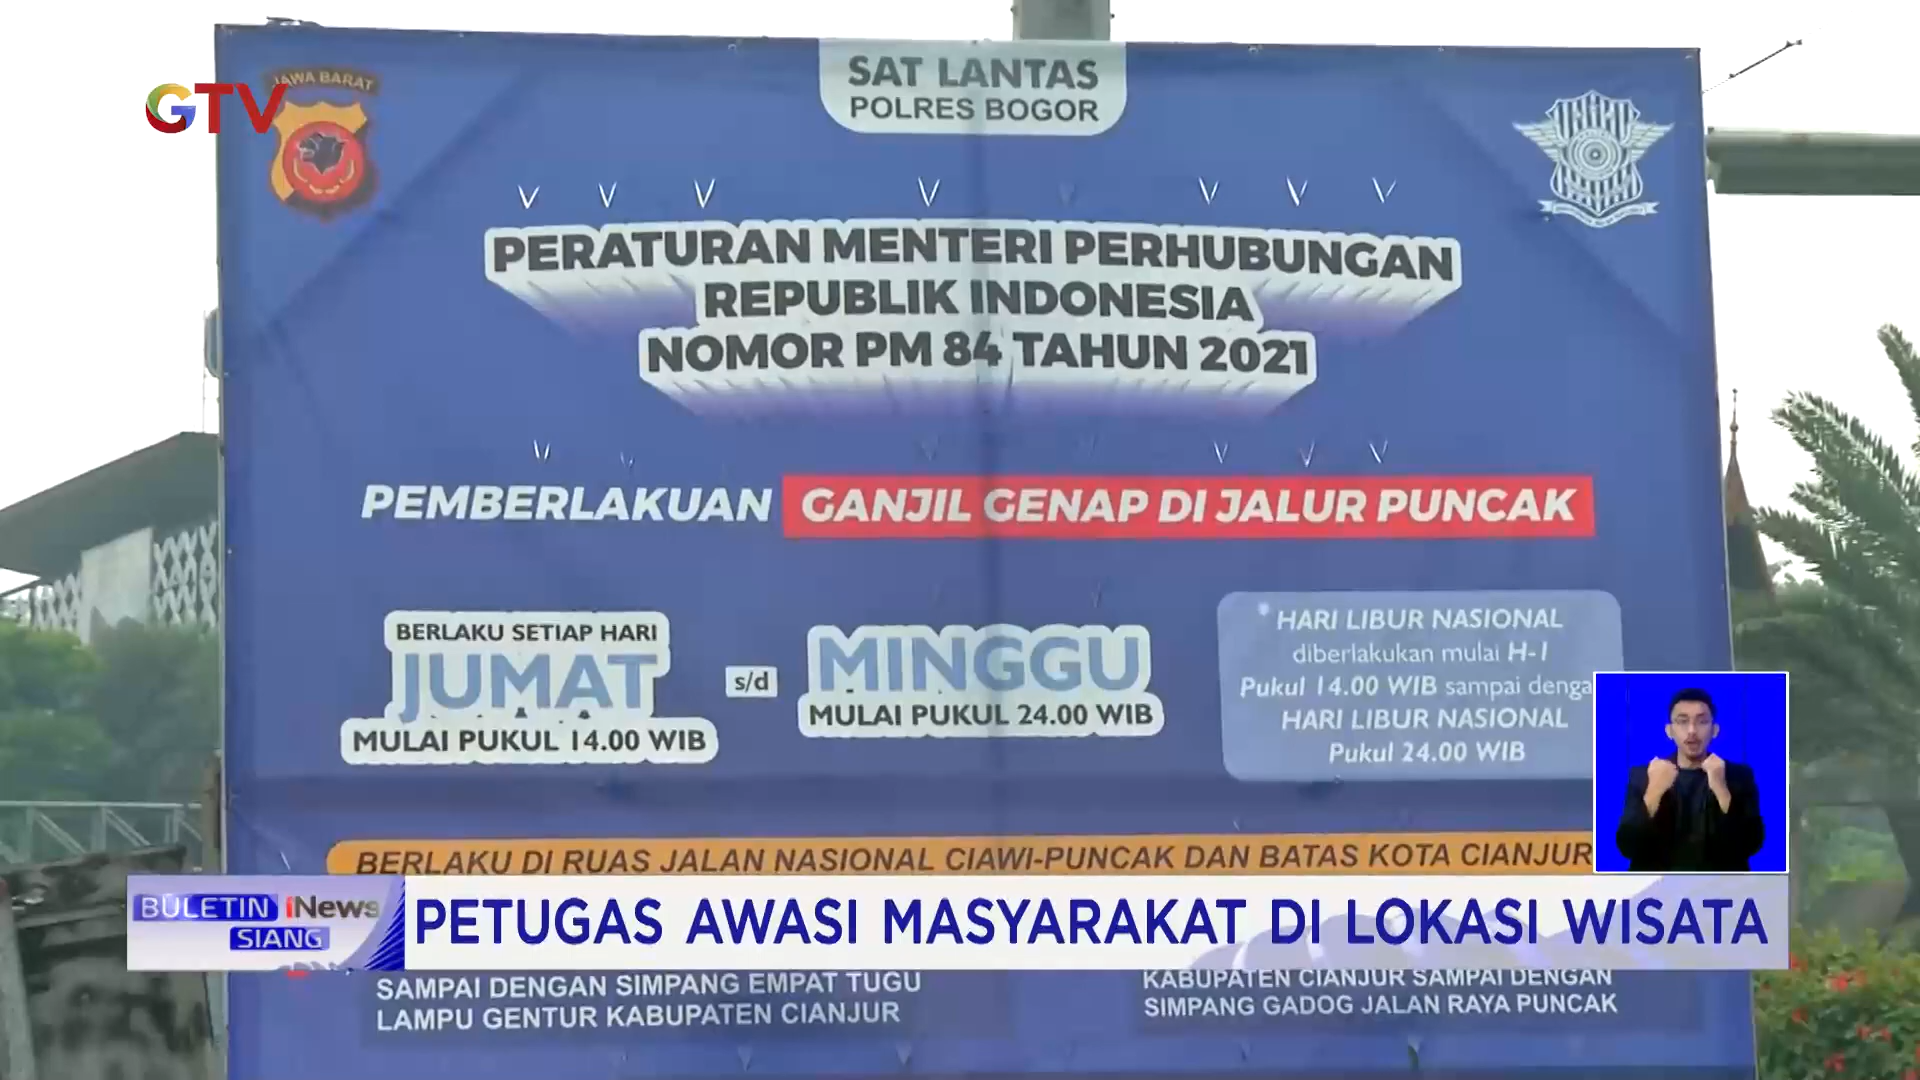 GTV
JAWA BARAT
SAT LANTAS
POLRES BOGOR
PERATURAN MENTERI PERHUBUNGAN
REPUBLIK INDONESIA
NOMOR PM 84 TAHUN 2021
PEMBERLAKUAN GANJIL GENAP DI JALUR PUNCAK
BERLAKU SETIAP HARI
JUMAT
MULAI PUKUL 14.00 WIB
s/d
MINGGU
MULAI PUKUL 24.00 WIB
HARI LIBUR NASIONAL
diberlakukan mulai H-1
Pukul 14.00 WIB sampai denga
HARI LIBUR NASIONAL
Pukul 24.00 WIB
BERLAKU DI RUAS JALAN NASIONAL CIAWI-PUNCAK DAN BATAS KOTA CIANJUR
BULETIN iNews
SIANG
PETUGAS AWASI MASYARAKAT DI LOKASI WISATA
SAMPAI DENGAN SIMPANG EMPAT TUGU
LAMPU GENTUR KABUPATEN CIANJUR
KABUPATEN CIANJUR SAMPAI DENGAN
SIMPANG GADOG JALAN RAYA PUNCAK